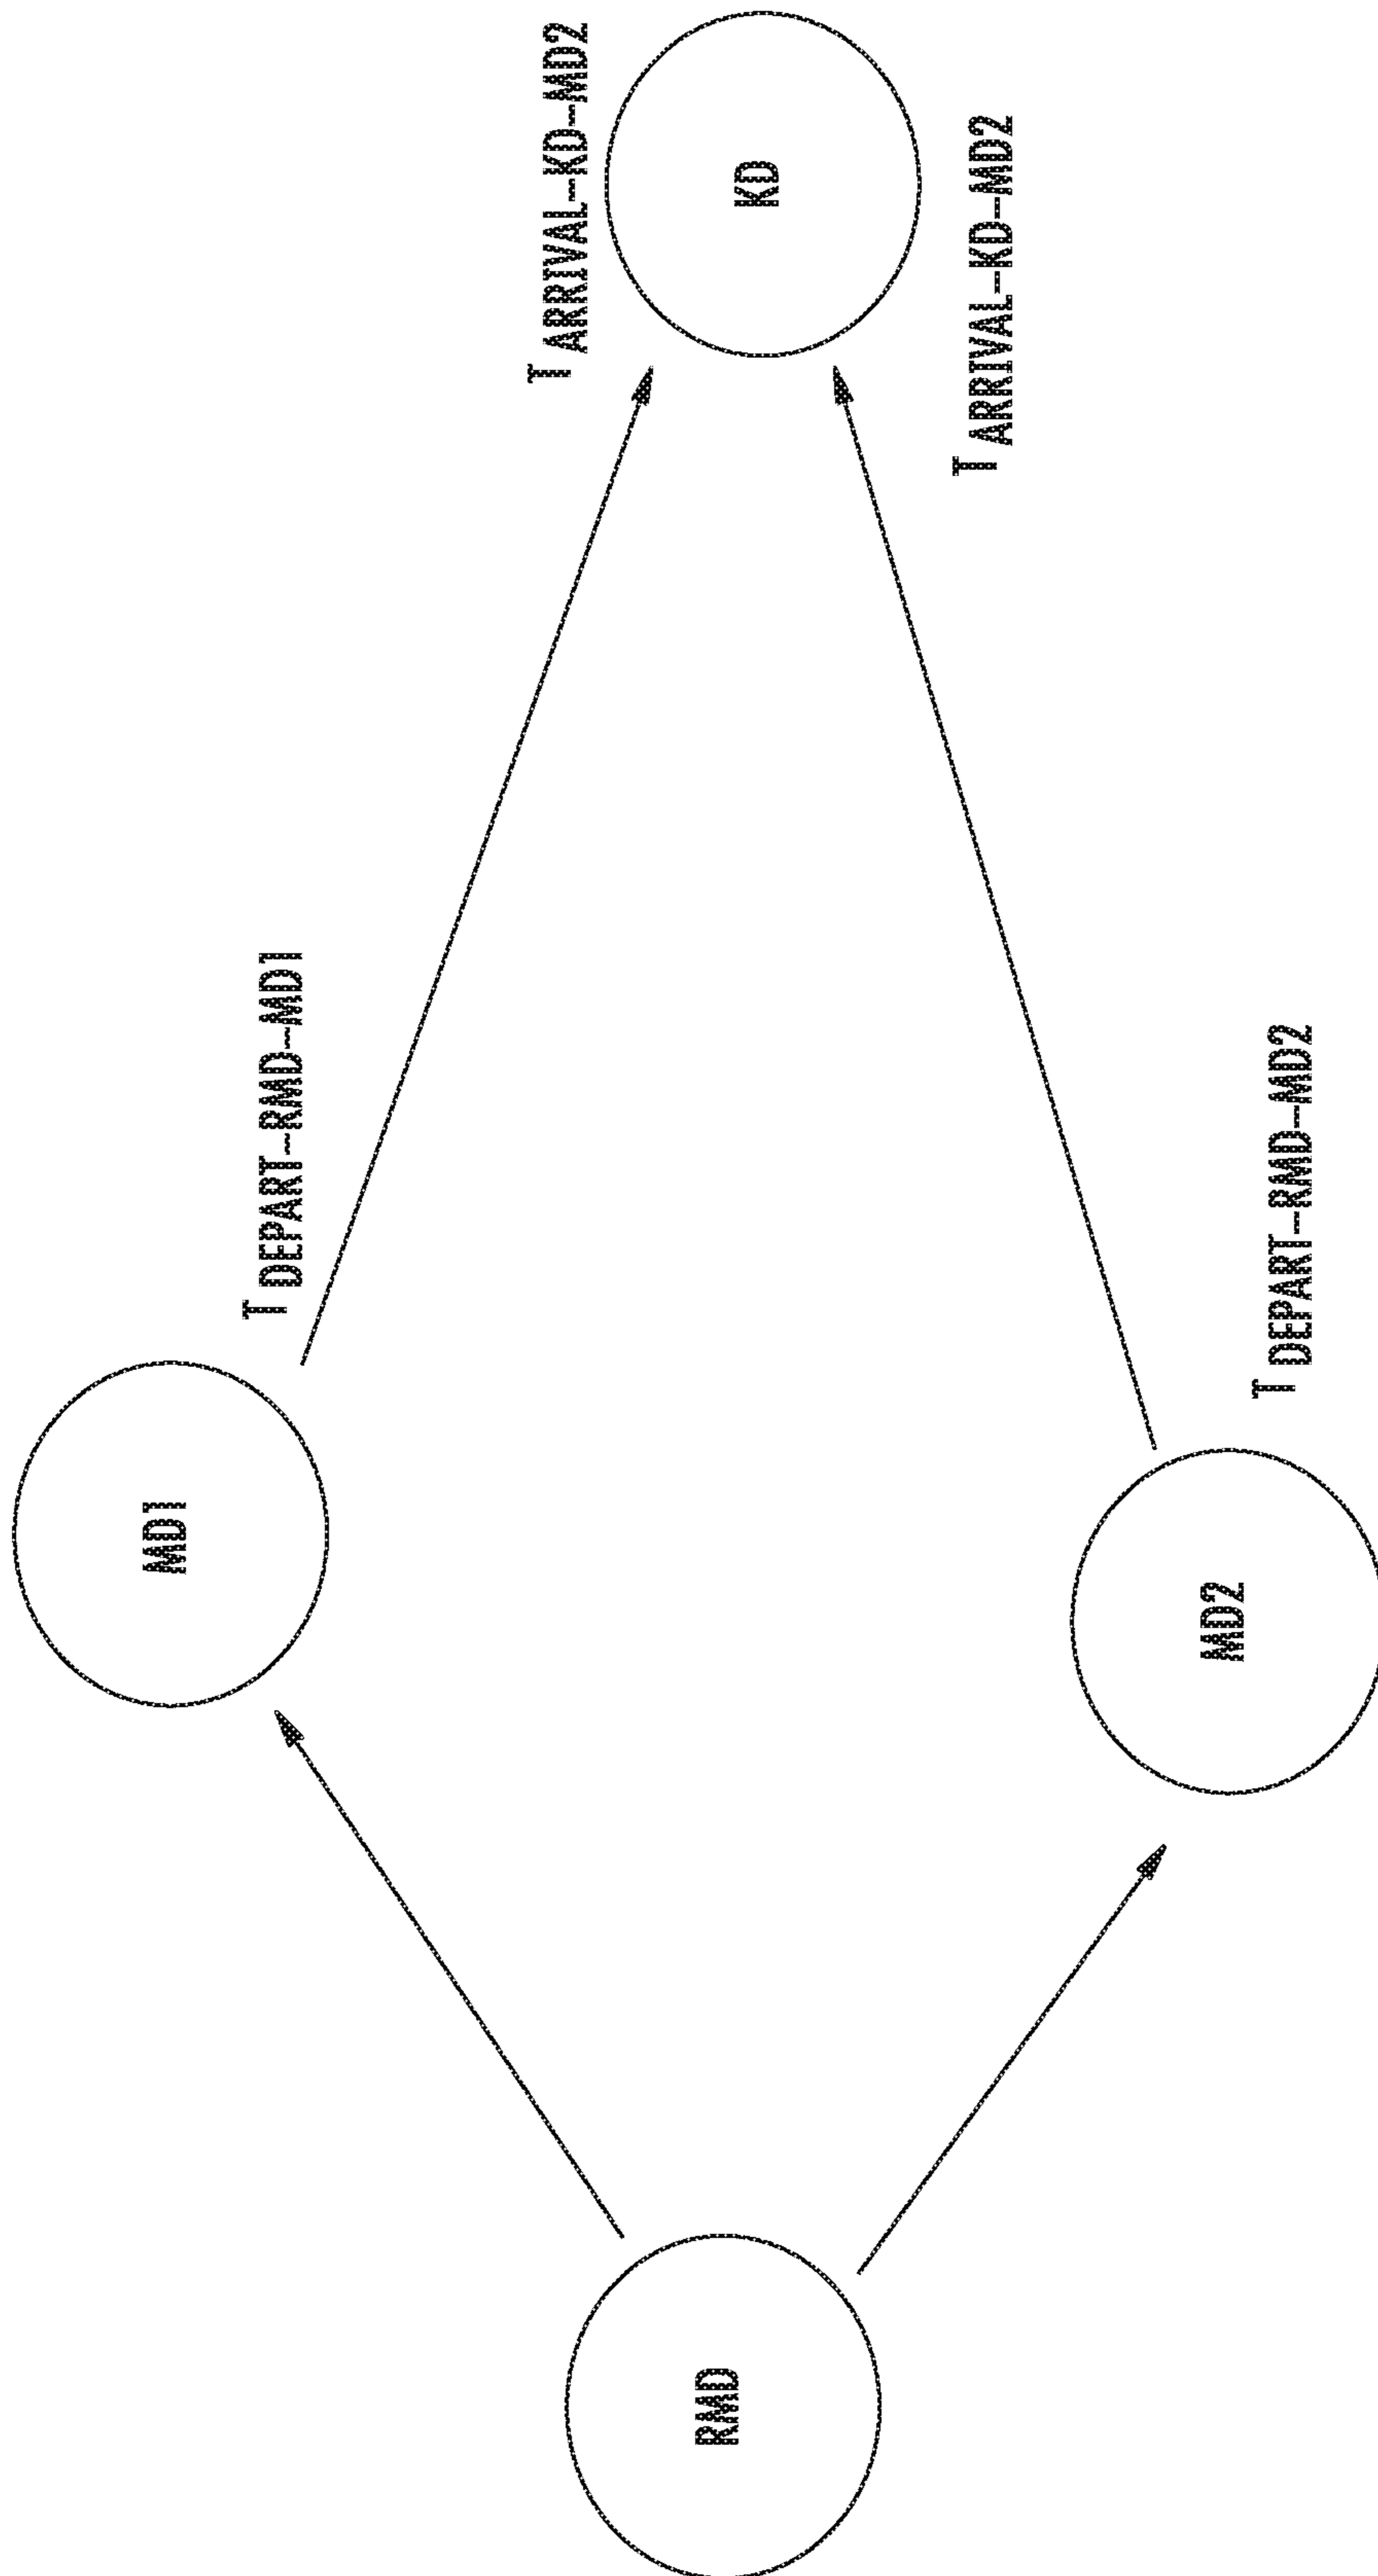 MD1
T DEPART-RMD-MD1
T ARRIVAL-KD-MD2
RMD
KD
T ARRIVAL-KD-MD2
MD2
T DEPART-RMD-MD2